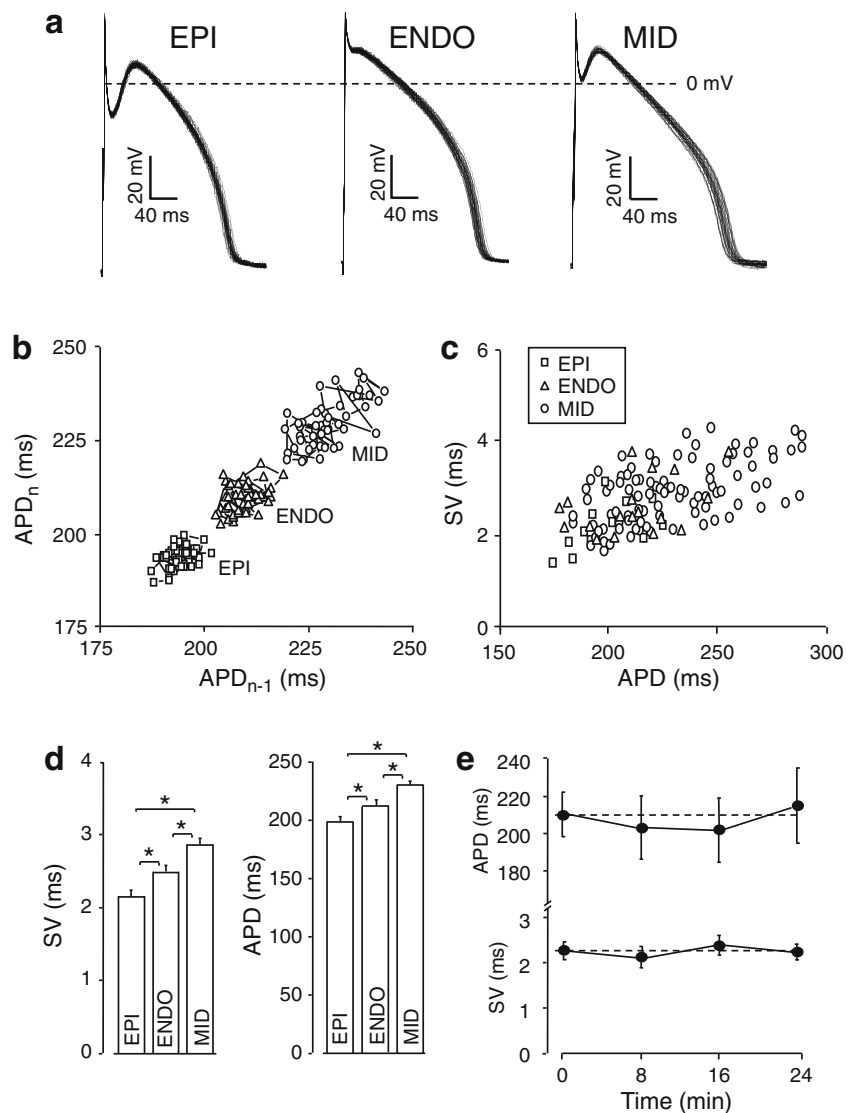 a
EPI
ENDO
MID
0 mV
20 mV
40 ms
20 mV
40 ms
20 mV
40 ms
b
250
225
200
175
APDn (ms)
175
200
225
250
APDn-1 (ms)
MID
ENDO
EPI
c
6
4
2
0
SV (ms)
EPI
ENDO
MID
150
200
250
300
APD (ms)
d
4
3
2
1
0
SV (ms)
*
*
*
EPI
ENDO
MID
250
200
150
100
50
0
APD (ms)
*
*
*
EPI
ENDO
MID
e
240
220
200
180
APD (ms)
3
2
1
0
SV (ms)
0
8
16
24
Time (min)